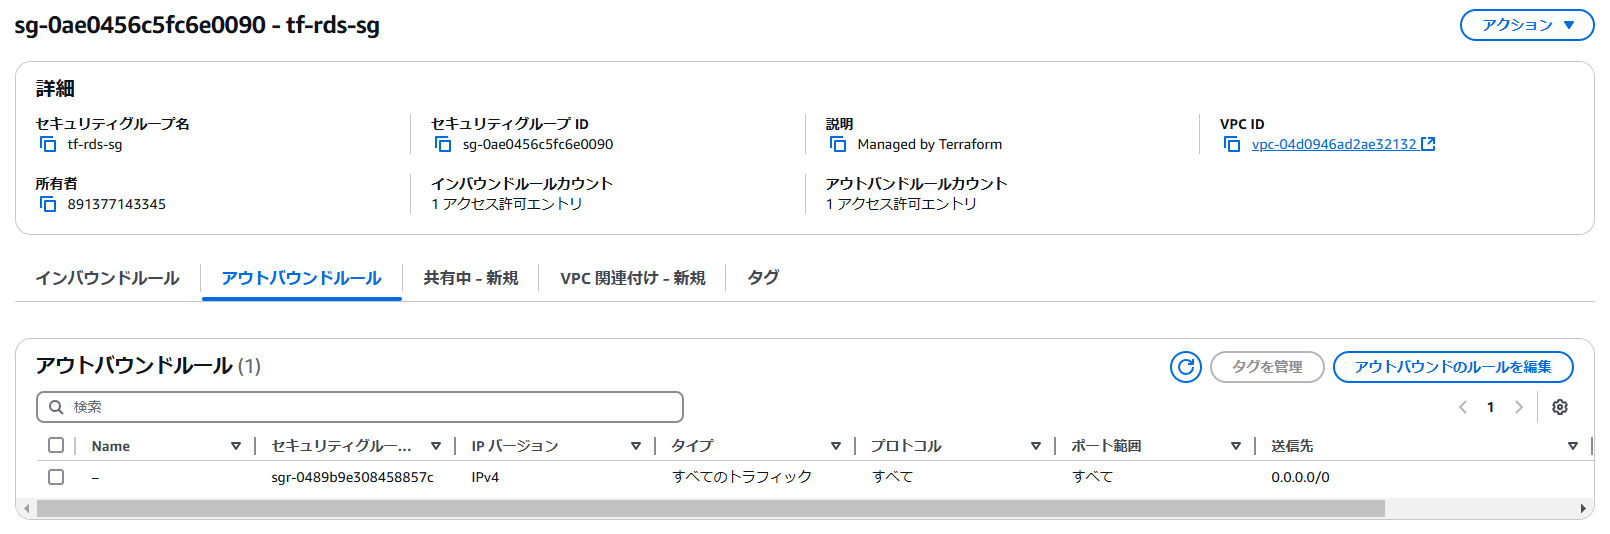 sg-0ae0456c5fc6e0090 - tf-rds-sg
アクション
詳細
セキュリティグループ名
tf-rds-sg
セキュリティグループ ID
sg-0ae0456c5fc6e0090
説明
Managed by Terraform
VPC ID
vpc-04d0946ad2ae32132
所有者
891377143345
インバウンドルールカウント
1 アクセス許可エントリ
アウトバンドルールカウント
1 アクセス許可エントリ
インバウンドルール
アウトバウンドルール
共有中 - 新規
VPC 関連付け - 新規
タグ
アウトバウンドルール (1)
タグを管理
アウトバウンドのルールを編集
検索
1
Name
セキュリティグルー...
IP バージョン
タイプ
プロトコル
ポート範囲
送信先
–
sgr-0489b9e308458857c
IPv4
すべてのトラフィック
すべて
すべて
0.0.0.0/0